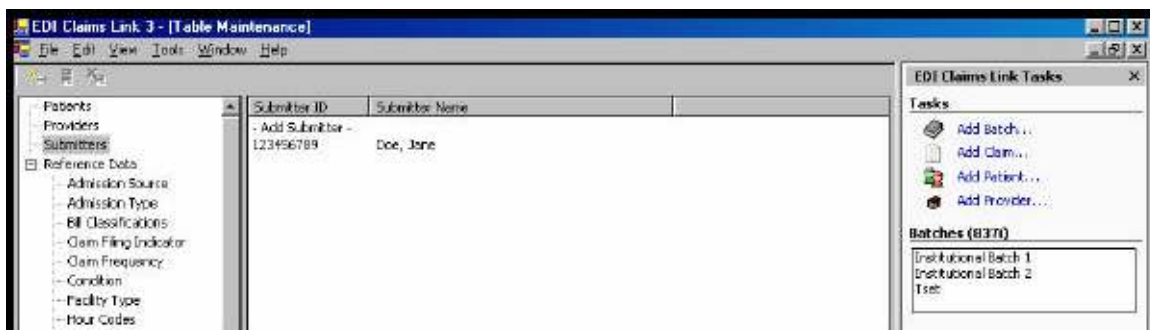 EDI Claims Link 3 - [Table Maintenance]
File Edit View Tools Window Help
Patients
Providers
Submitters
Reference Data
Admission Source
Admission Type
Bill Classifications
Claim Filing Indicator
Claim Frequency
Condition
Facility Type
Hour Codes
Submitter ID Submitter Name
- Add Submitter -
123456789 Doe, Jane
EDI Claims Link Tasks
Tasks
Add Batch...
Add Claim...
Add Patient...
Add Provider...
Batches (837i)
Institutional Batch 1
Institutional Batch 2
Tset